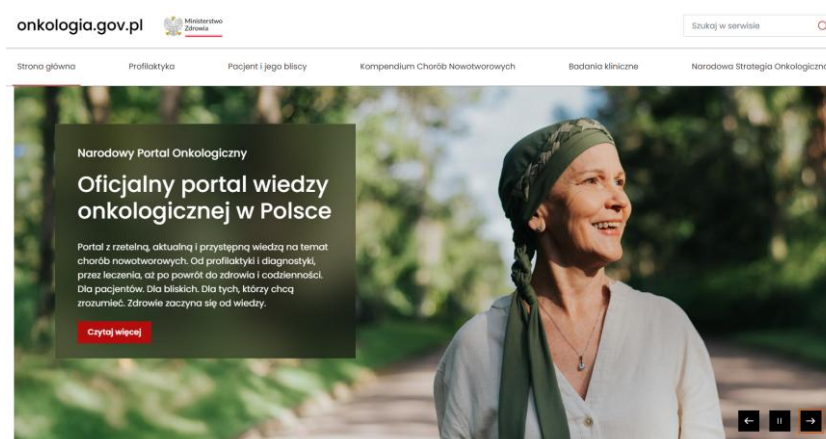 onkologia.gov.pl
Ministerstwo
Zdrowia
Szukaj w serwisie
Strona główna Profilaktyka Pacjent i jego bliscy Kompendium Chorób Nowotworowych Badania kliniczne Narodowa Strategia Onkologiczna
Narodowy Portal Onkologiczny
Oficjalny portal wiedzy
onkologicznej w Polsce
Portal z rzetelną, aktualną i przystępną wiedzą na temat
chorób nowotworowych. Od profilaktyki i diagnostyki,
przez leczenia, aż po powrót do zdrowia i codzienności.
Dla pacjentów. Dla bliskich. Dla tych, którzy chcą
zrozumieć. Zdrowie zaczyna się od wiedzy.
Czytaj więcej